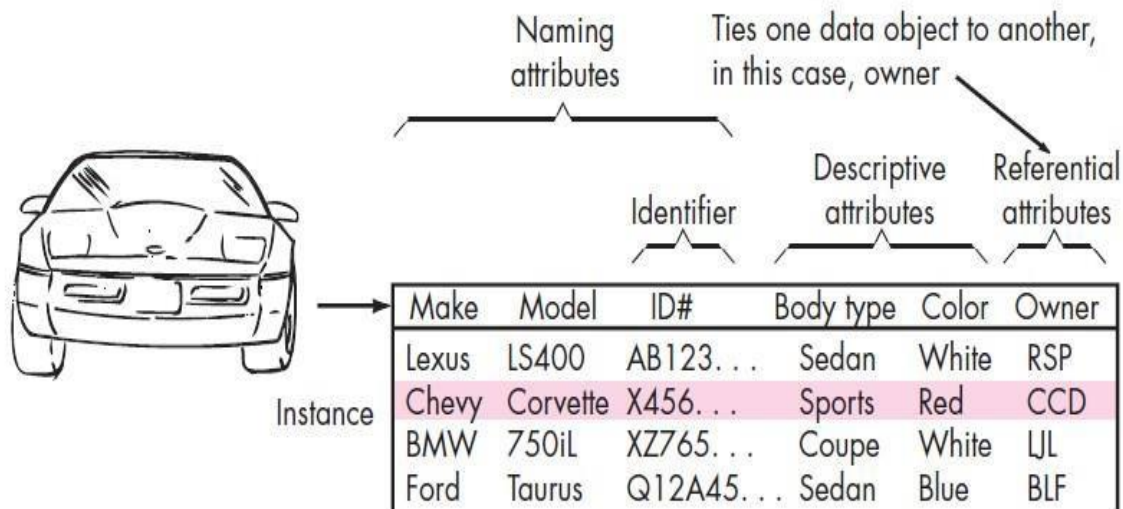 Naming
attributes
Ties one data object to another,
in this case, owner
Identifier
Descriptive
attributes
Referential
attributes
Make Model ID# Body type Color Owner
Lexus LS400 AB123. . . Sedan White RSP
Instance
Chevy Corvette X456. . . Sports Red CCD
BMW 750iL XZ765. . . Coupe White LJL
Ford Taurus Q12A45. . . Sedan Blue BLF